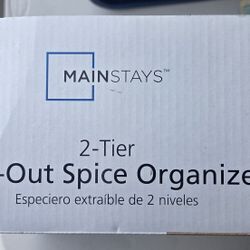 MAINSTAYS™
2-Tier
-Out Spice Organize
Especiero extraíble de 2 niveles